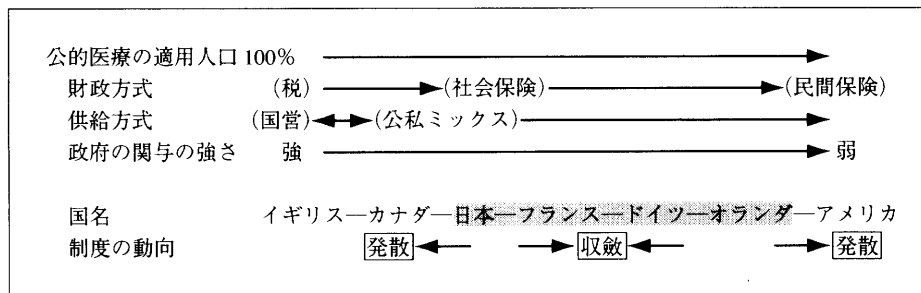 公的医療の適用人口 100%
財政方式 (税) (社会保険) (民間保険)
供給方式 (国営) (公私ミックス)
政府の関与の強さ 強 弱
国名 イギリス—カナダ—日本—フランス—ドイツ—オランダ—アメリカ
制度の動向 発散 収斂 発散